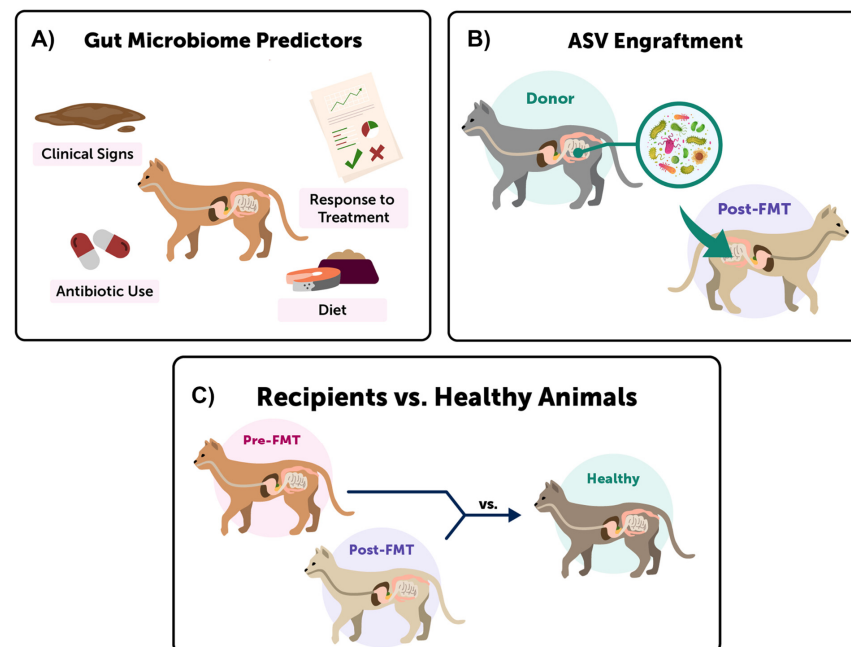 A) Gut Microbiome Predictors
Clinical Signs
Response to
Treatment
Antibiotic Use
Diet
B) ASV Engraftment
Donor
Post-FMT
C) Recipients vs. Healthy Animals
Pre-FMT
vs.
Healthy
Post-FMT